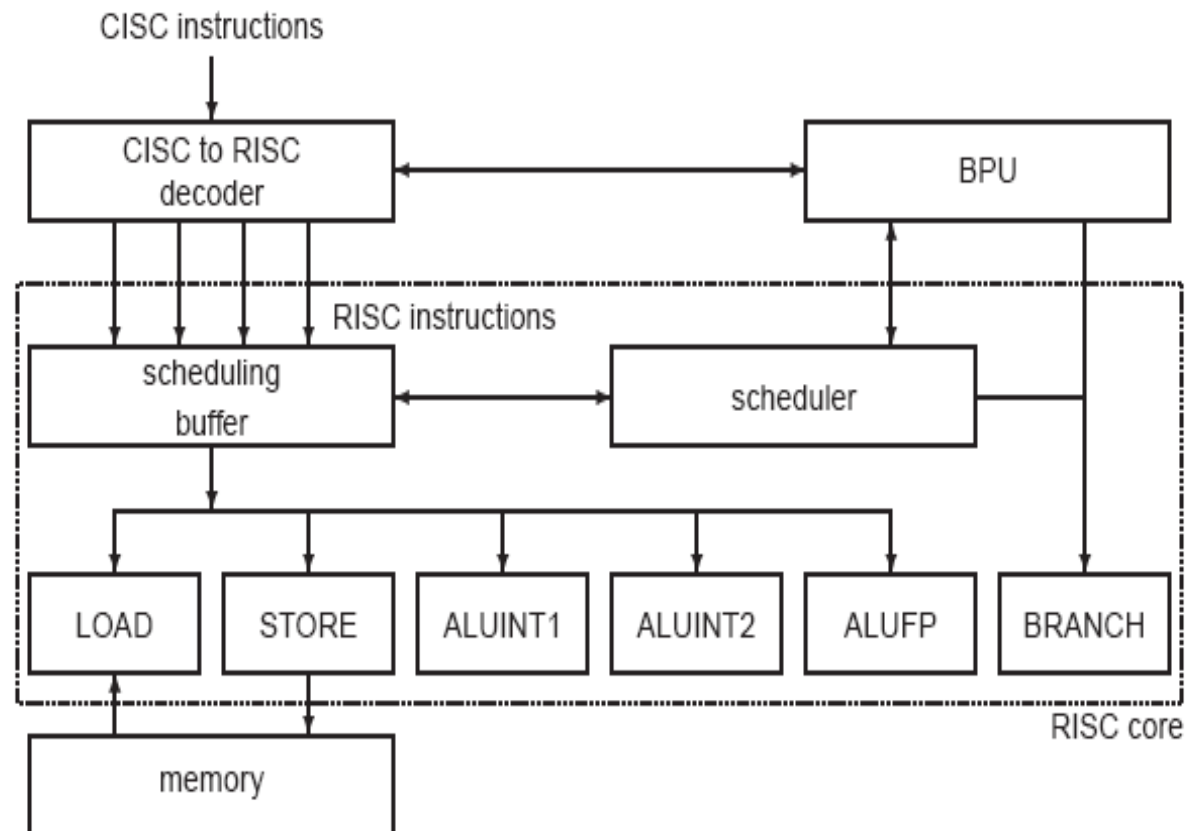 CISC instructions
CISC to RISC
decoder
BPU
RISC instructions
scheduling
buffer
scheduler
LOAD
STORE
ALUINT1
ALUINT2
ALUFP
BRANCH
RISC core
memory